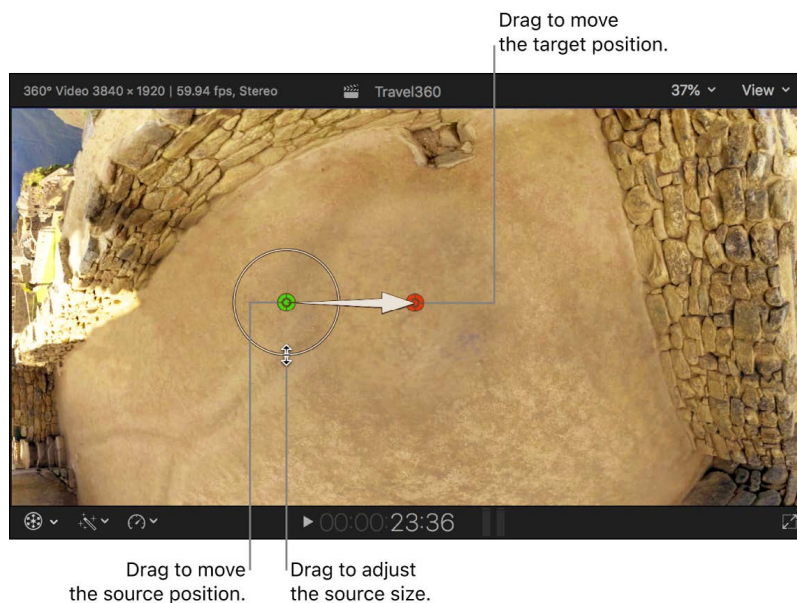 Drag to move
the target position.
360° Video 3840 × 1920 | 59.94 fps, Stereo
Travel360
37%
View
00:00:23:36
Drag to move
the source position.
Drag to adjust
the source size.